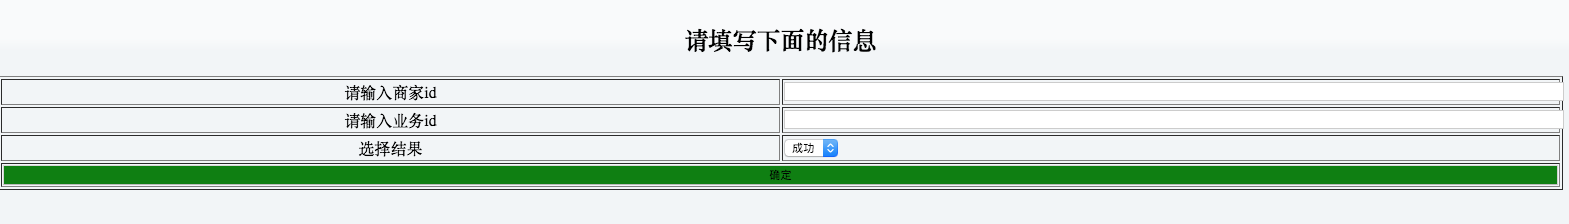 请填写下面的信息
请输入商家id
请输入业务id
选择结果 成功
确定